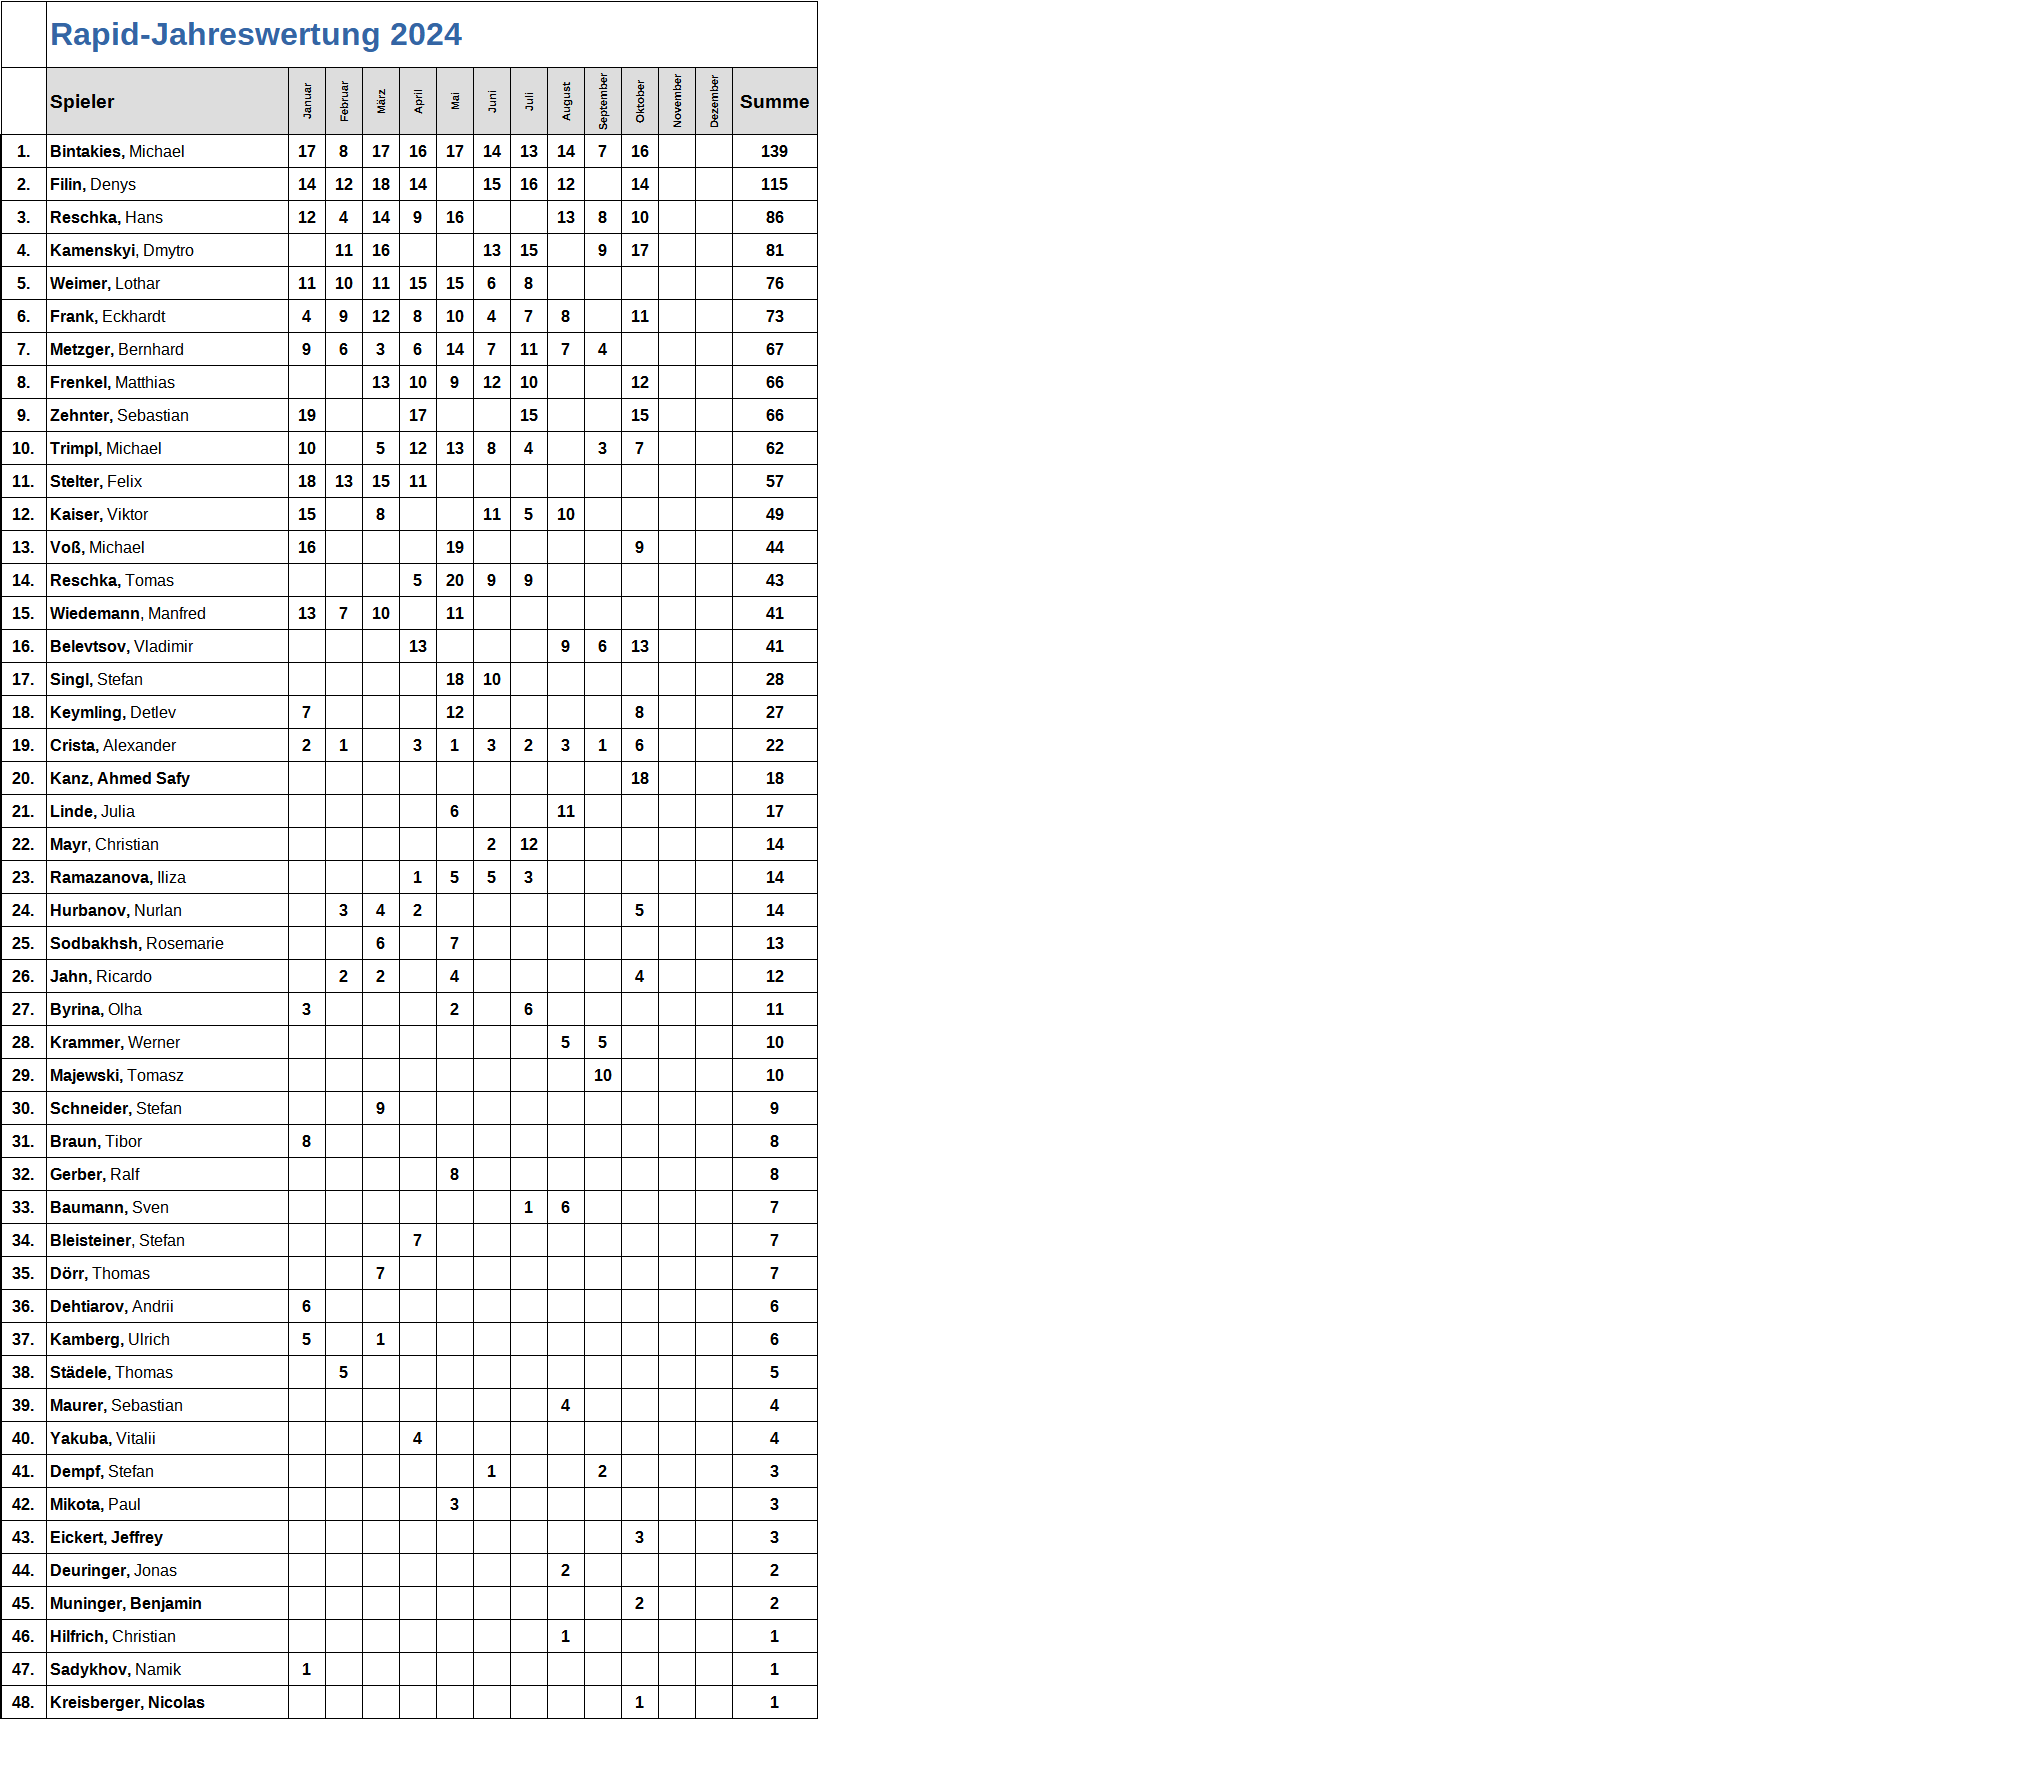 Rapid-Jahreswertung 2024
Spieler Januar Februar März April Mai Juni Juli August September Oktober November Dezember Summe
1. Bintakies, Michael 17 8 17 16 17 14 13 14 7 16 139
2. Filin, Denys 14 12 18 14 15 16 12 14 115
3. Reschka, Hans 12 4 14 9 16 13 8 10 86
4. Kamenskyi, Dmytro 11 16 13 15 9 17 81
5. Weimer, Lothar 11 10 11 15 15 6 8 76
6. Frank, Eckhardt 4 9 12 8 10 4 7 8 11 73
7. Metzger, Bernhard 9 6 3 6 14 7 11 7 4 67
8. Frenkel, Matthias 13 10 9 12 10 12 66
9. Zehnter, Sebastian 19 17 15 15 66
10. Trimpl, Michael 10 5 12 13 8 4 3 7 62
11. Stelter, Felix 18 13 15 11 57
12. Kaiser, Viktor 15 8 11 5 10 49
13. Voß, Michael 16 19 9 44
14. Reschka, Tomas 5 20 9 9 43
15. Wiedemann, Manfred 13 7 10 11 41
16. Belevtsov, Vladimir 13 9 6 13 41
17. Singl, Stefan 18 10 28
18. Keymling, Detlev 7 12 8 27
19. Crista, Alexander 2 1 3 1 3 2 3 1 6 22
20. Kanz, Ahmed Safy 18 18
21. Linde, Julia 6 11 17
22. Mayr, Christian 2 12 14
23. Ramazanova, Iliza 1 5 5 3 14
24. Hurbanov, Nurlan 3 4 2 5 14
25. Sodbakhsh, Rosemarie 6 7 13
26. Jahn, Ricardo 2 2 4 4 12
27. Byrina, Olha 3 2 6 11
28. Krammer, Werner 5 5 10
29. Majewski, Tomasz 10 10
30. Schneider, Stefan 9 9
31. Braun, Tibor 8 8
32. Gerber, Ralf 8 8
33. Baumann, Sven 1 6 7
34. Bleisteiner, Stefan 7 7
35. Dörr, Thomas 7 7
36. Dehtiarov, Andrii 6 6
37. Kamberg, Ulrich 5 1 6
38. Städele, Thomas 5 5
39. Maurer, Sebastian 4 4
40. Yakuba, Vitalii 4 4
41. Dempf, Stefan 1 2 3
42. Mikota, Paul 3 3
43. Eickert, Jeffrey 3 3
44. Deuringer, Jonas 2 2
45. Muninger, Benjamin 2 2
46. Hilfrich, Christian 1 1
47. Sadykhov, Namik 1 1
48. Kreisberger, Nicolas 1 1